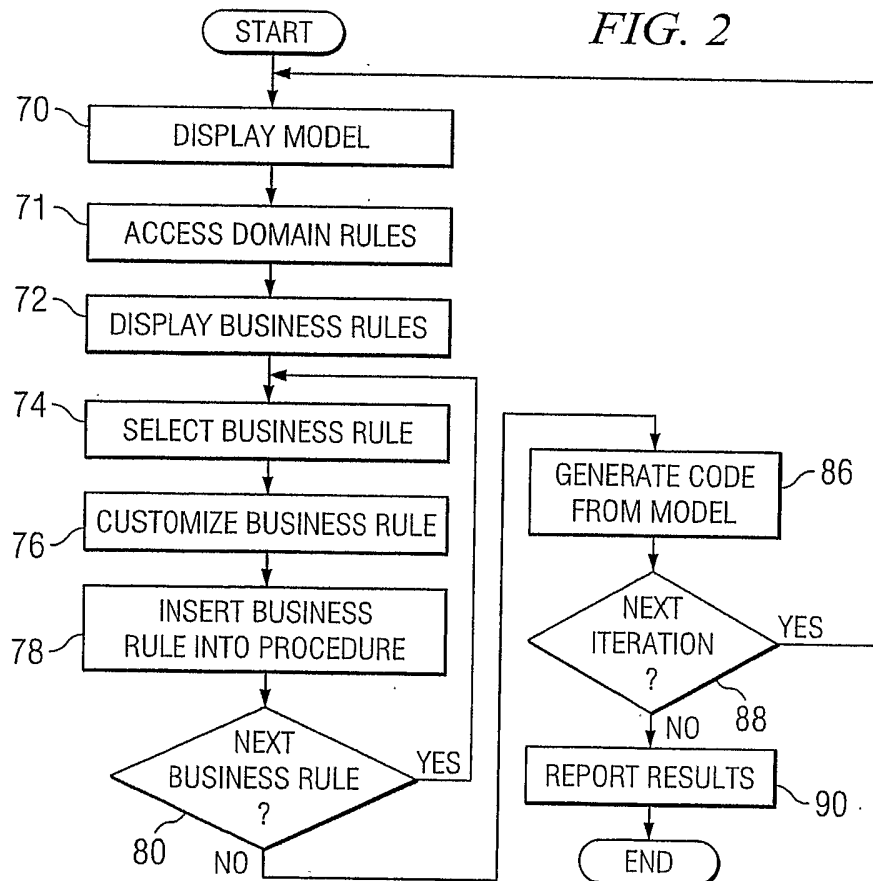 START
FIG. 2
70
DISPLAY MODEL
71
ACCESS DOMAIN RULES
72
DISPLAY BUSINESS RULES
74
SELECT BUSINESS RULE
76
CUSTOMIZE BUSINESS RULE
78
INSERT BUSINESS
RULE INTO PROCEDURE
NEXT
BUSINESS RULE
?
YES
80
NO
GENERATE CODE
FROM MODEL
86
NEXT
ITERATION
?
YES
88
NO
REPORT RESULTS
90
END